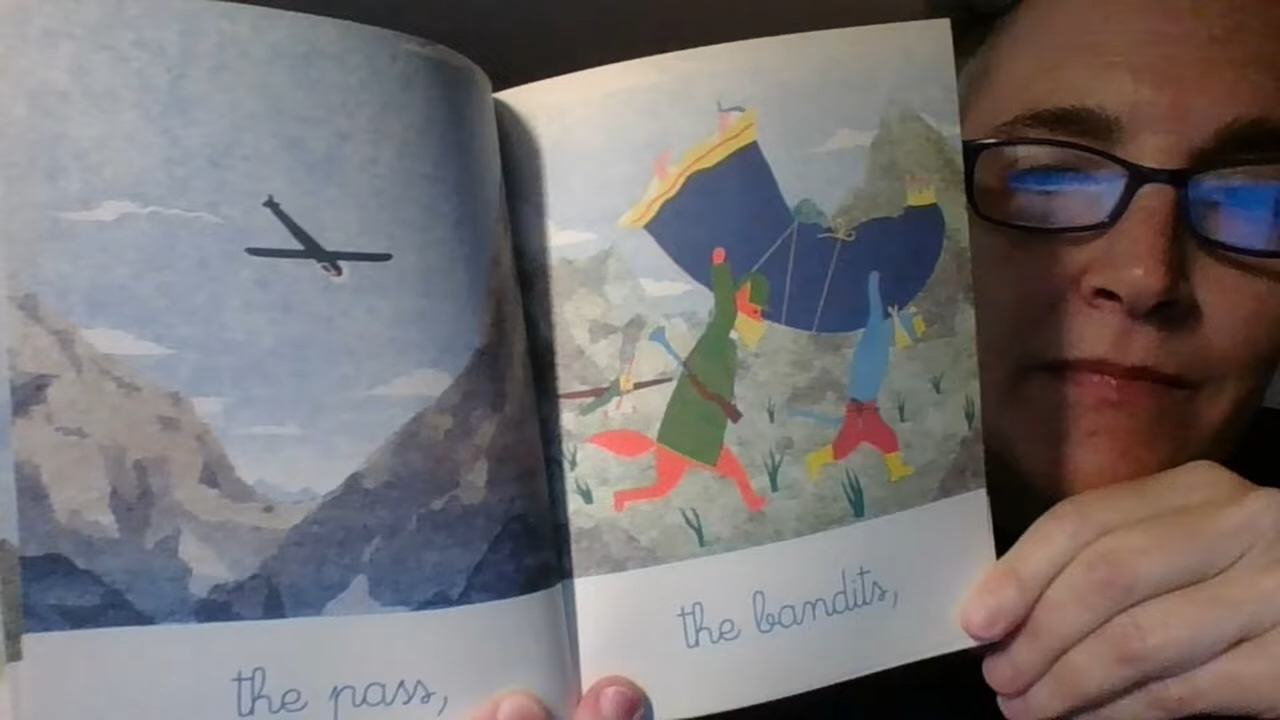 the pass,
the bandits,